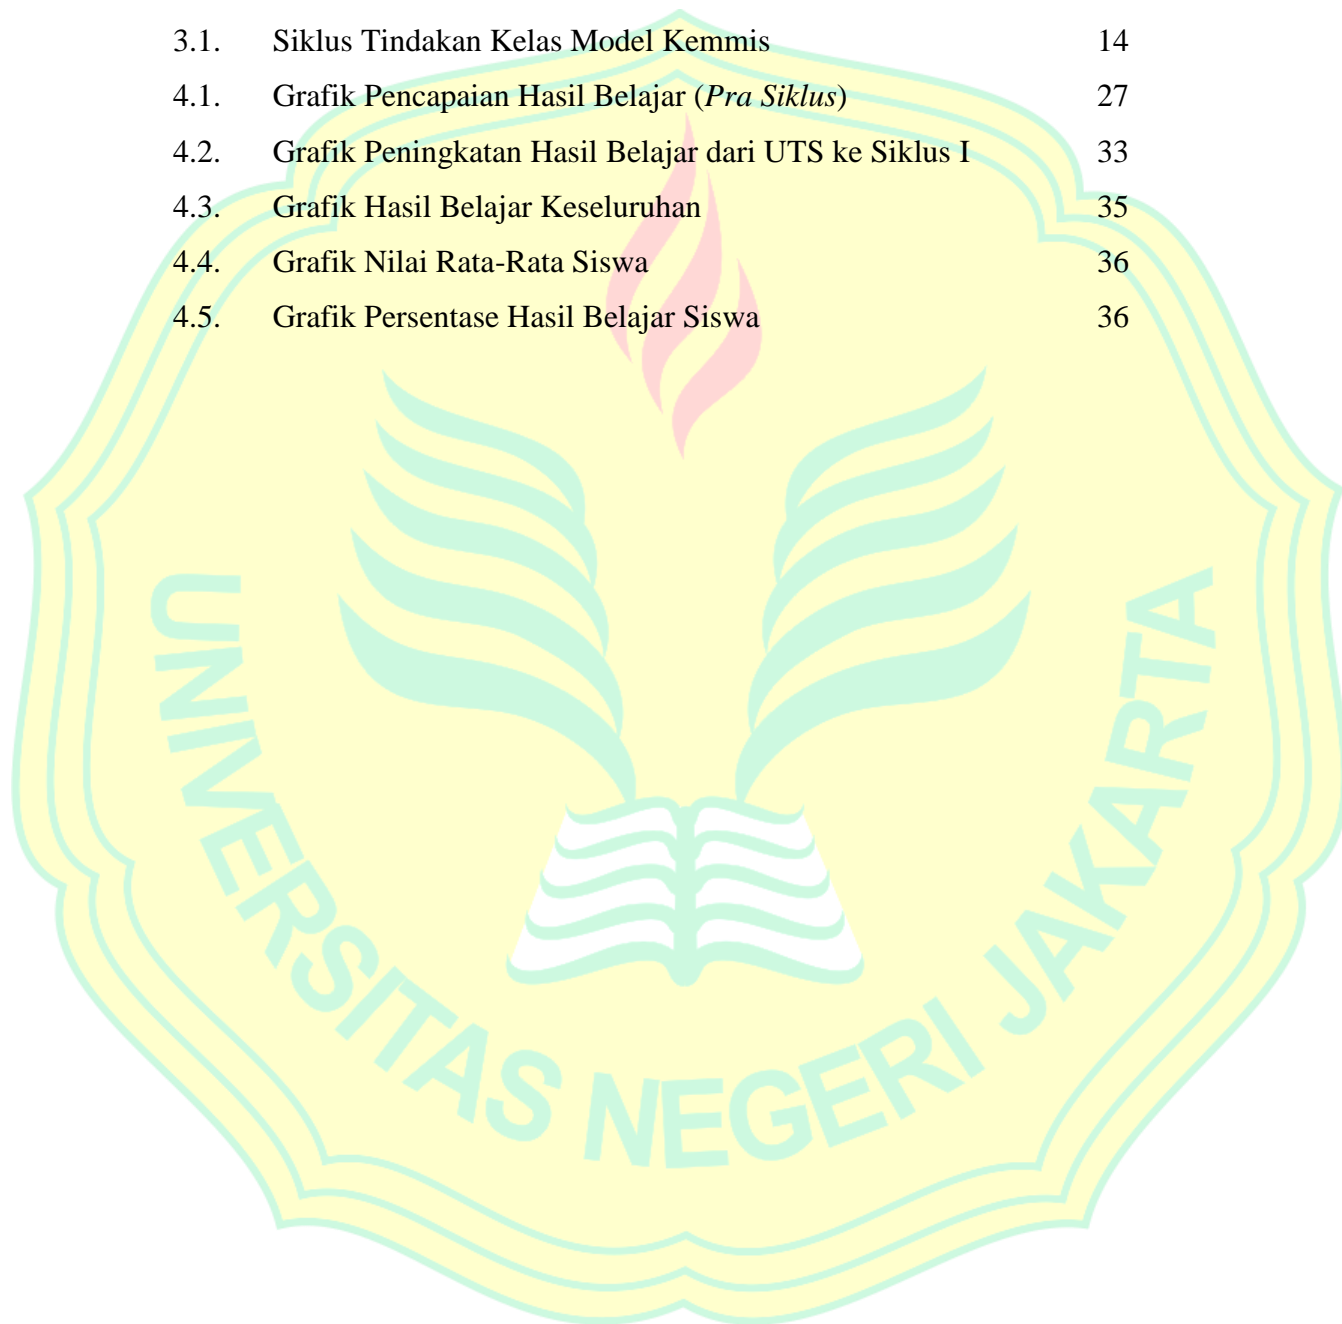 3.1. Siklus Tindakan Kelas Model Kemmis 14
4.1. Grafik Pencapaian Hasil Belajar (Pra Siklus) 27
4.2. Grafik Peningkatan Hasil Belajar dari UTS ke Siklus I 33
4.3. Grafik Hasil Belajar Keseluruhan 35
4.4. Grafik Nilai Rata-Rata Siswa 36
4.5. Grafik Persentase Hasil Belajar Siswa 36
UNIVERSITAS NEGERI JAKARTA